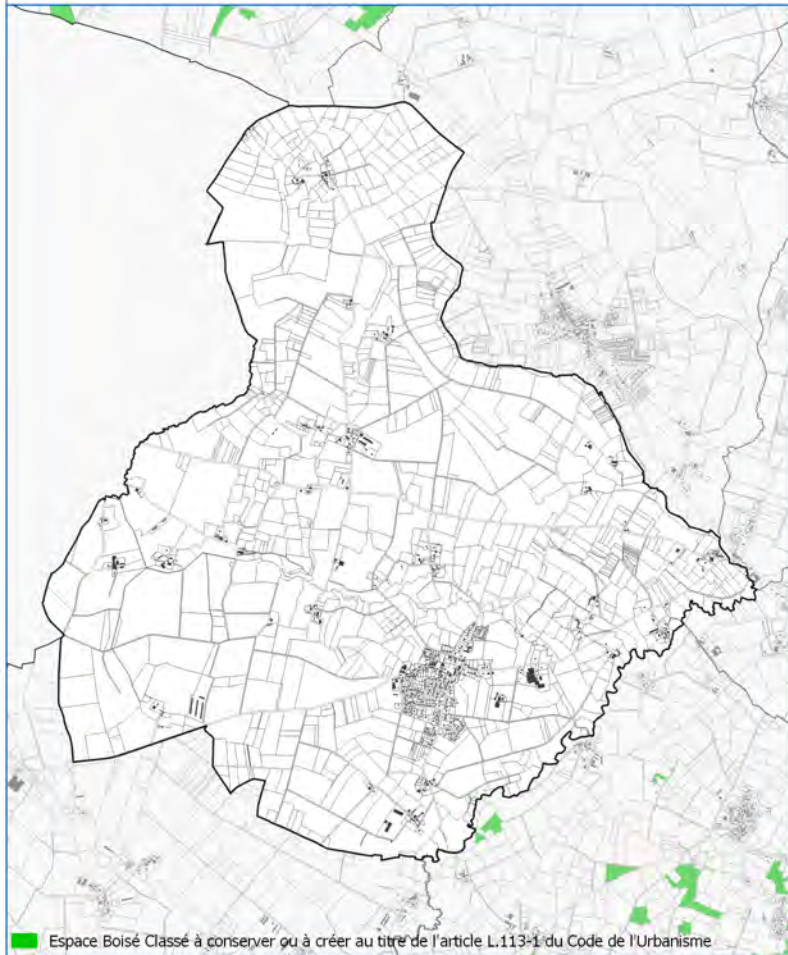 Espace Boisé Classé à conserver ou à créer au titre de l'article L.113-1 du Code de l'Urbanisme